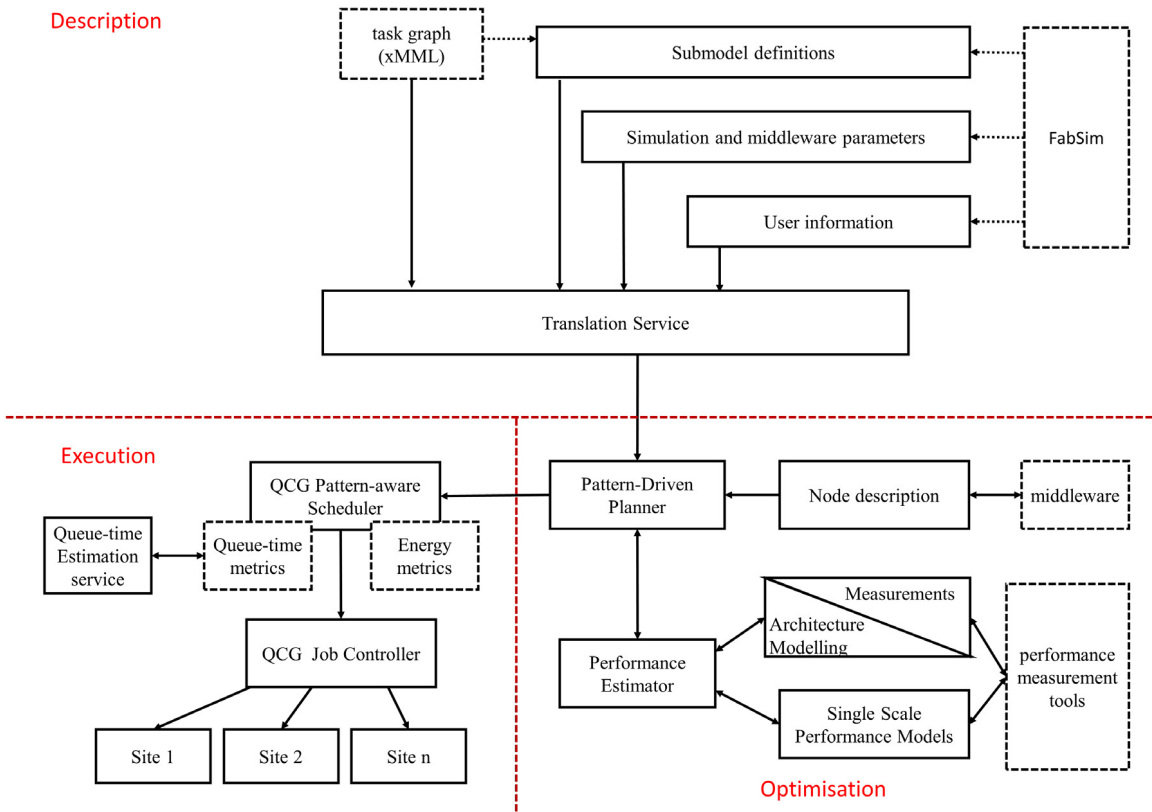 Description
task graph
(xMML)
Submodel definitions
Simulation and middleware parameters
FabSim
User information
Translation Service
Execution
QCG Pattern-aware
Scheduler
Queue-time
Estimation
service
Queue-time
metrics
Energy
metrics
QCG Job Controller
Site 1
Site 2
Site n
Pattern-Driven
Planner
Node description
middleware
Measurements
Architecture
Modelling
Performance
Estimator
Single Scale
Performance Models
performance
measurement
tools
Optimisation